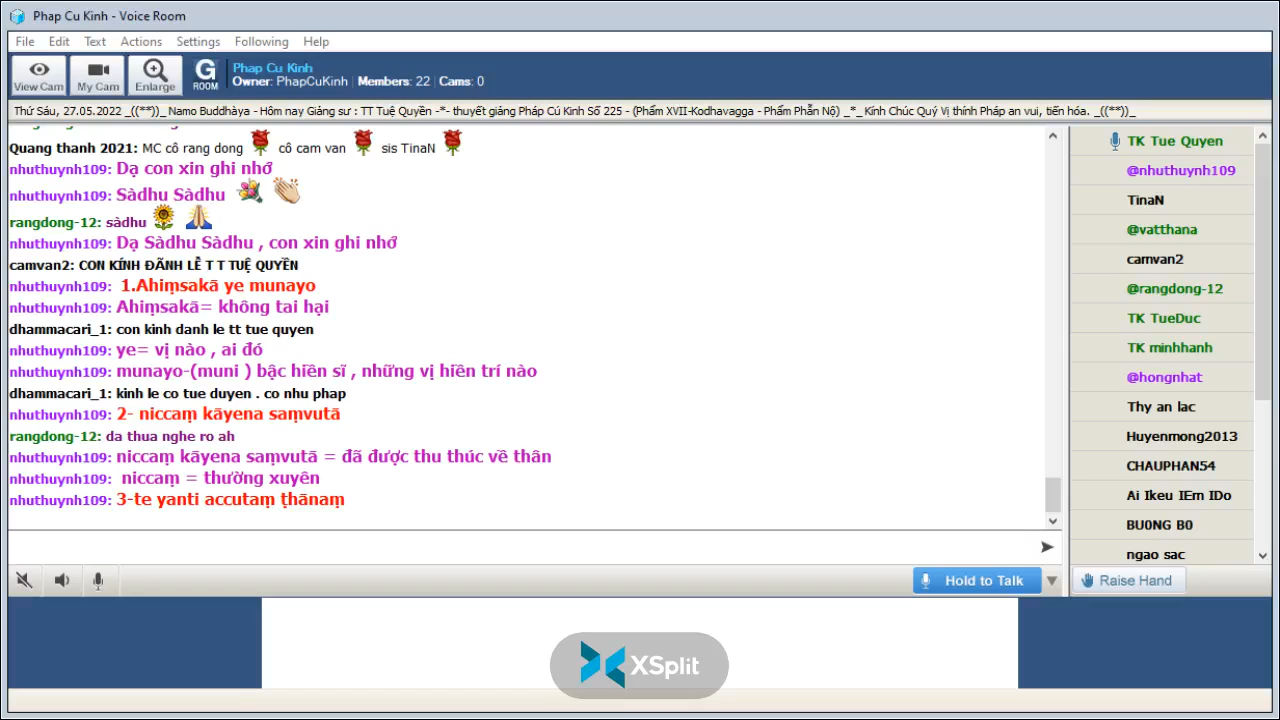 Phap Cu Kinh - Voice Room
File Edit Text Actions Settings Following Help
View Cam My Cam Enlarge G ROOM
Phap Cu Kinh
Owner: PhapCuKinh | Members: 22 | Cams: 0
Thứ Sáu, 27.05.2022 _((**))_ Namo Buddhàya - Hôm nay Giảng sư : TT Tuệ Quyền -*- thuyết giảng Pháp Cú Kinh Số 225 - (Phẩm XVII-Kodhavagga - Phẩm Phẫn Nộ) _*_ Kính Chúc Quý Vị thính Pháp an vui, tiến hóa. _((**))_
Quang thanh 2021: MC cô rang dong cô cam van sis TinaN
nhuthuynh109: Dạ con xin ghi nhớ
nhuthuynh109: Sàdhu Sàdhu
rangdong-12: sàdhu
nhuthuynh109: Dạ Sàdhu Sàdhu , con xin ghi nhớ
camvan2: CON KÍNH ĐÃNH LỄ T T TUỆ QUYỀN
nhuthuynh109: 1.Ahiṃsakā ye munayo
nhuthuynh109: Ahiṃsakā= không tai hại
dhammacari_1: con kinh danh le tt tue quyen
nhuthuynh109: ye= vị nào , ai đó
nhuthuynh109: munayo-(muni ) bậc hiền sĩ , những vị hiền trí nào
dhammacari_1: kinh le co tue duyen . co nhu phap
nhuthuynh109: 2- niccaṃ kāyena saṃvutā
rangdong-12: da thua nghe ro ah
nhuthuynh109: niccaṃ kāyena saṃvutā = đã được thu thúc về thân
nhuthuynh109: niccaṃ = thường xuyên
nhuthuynh109: 3-te yanti accutaṃ ṭhānaṃ
TK Tue Quyen
@nhuthuynh109
TinaN
@vatthana
camvan2
@rangdong-12
TK TueDuc
TK minhhanh
@hongnhat
Thy an lac
Huyenmong2013
CHAUPHAN54
Ai Ikeu IEm IDo
BU0NG B0
ngao sac
Hold to Talk
Raise Hand
XSplit